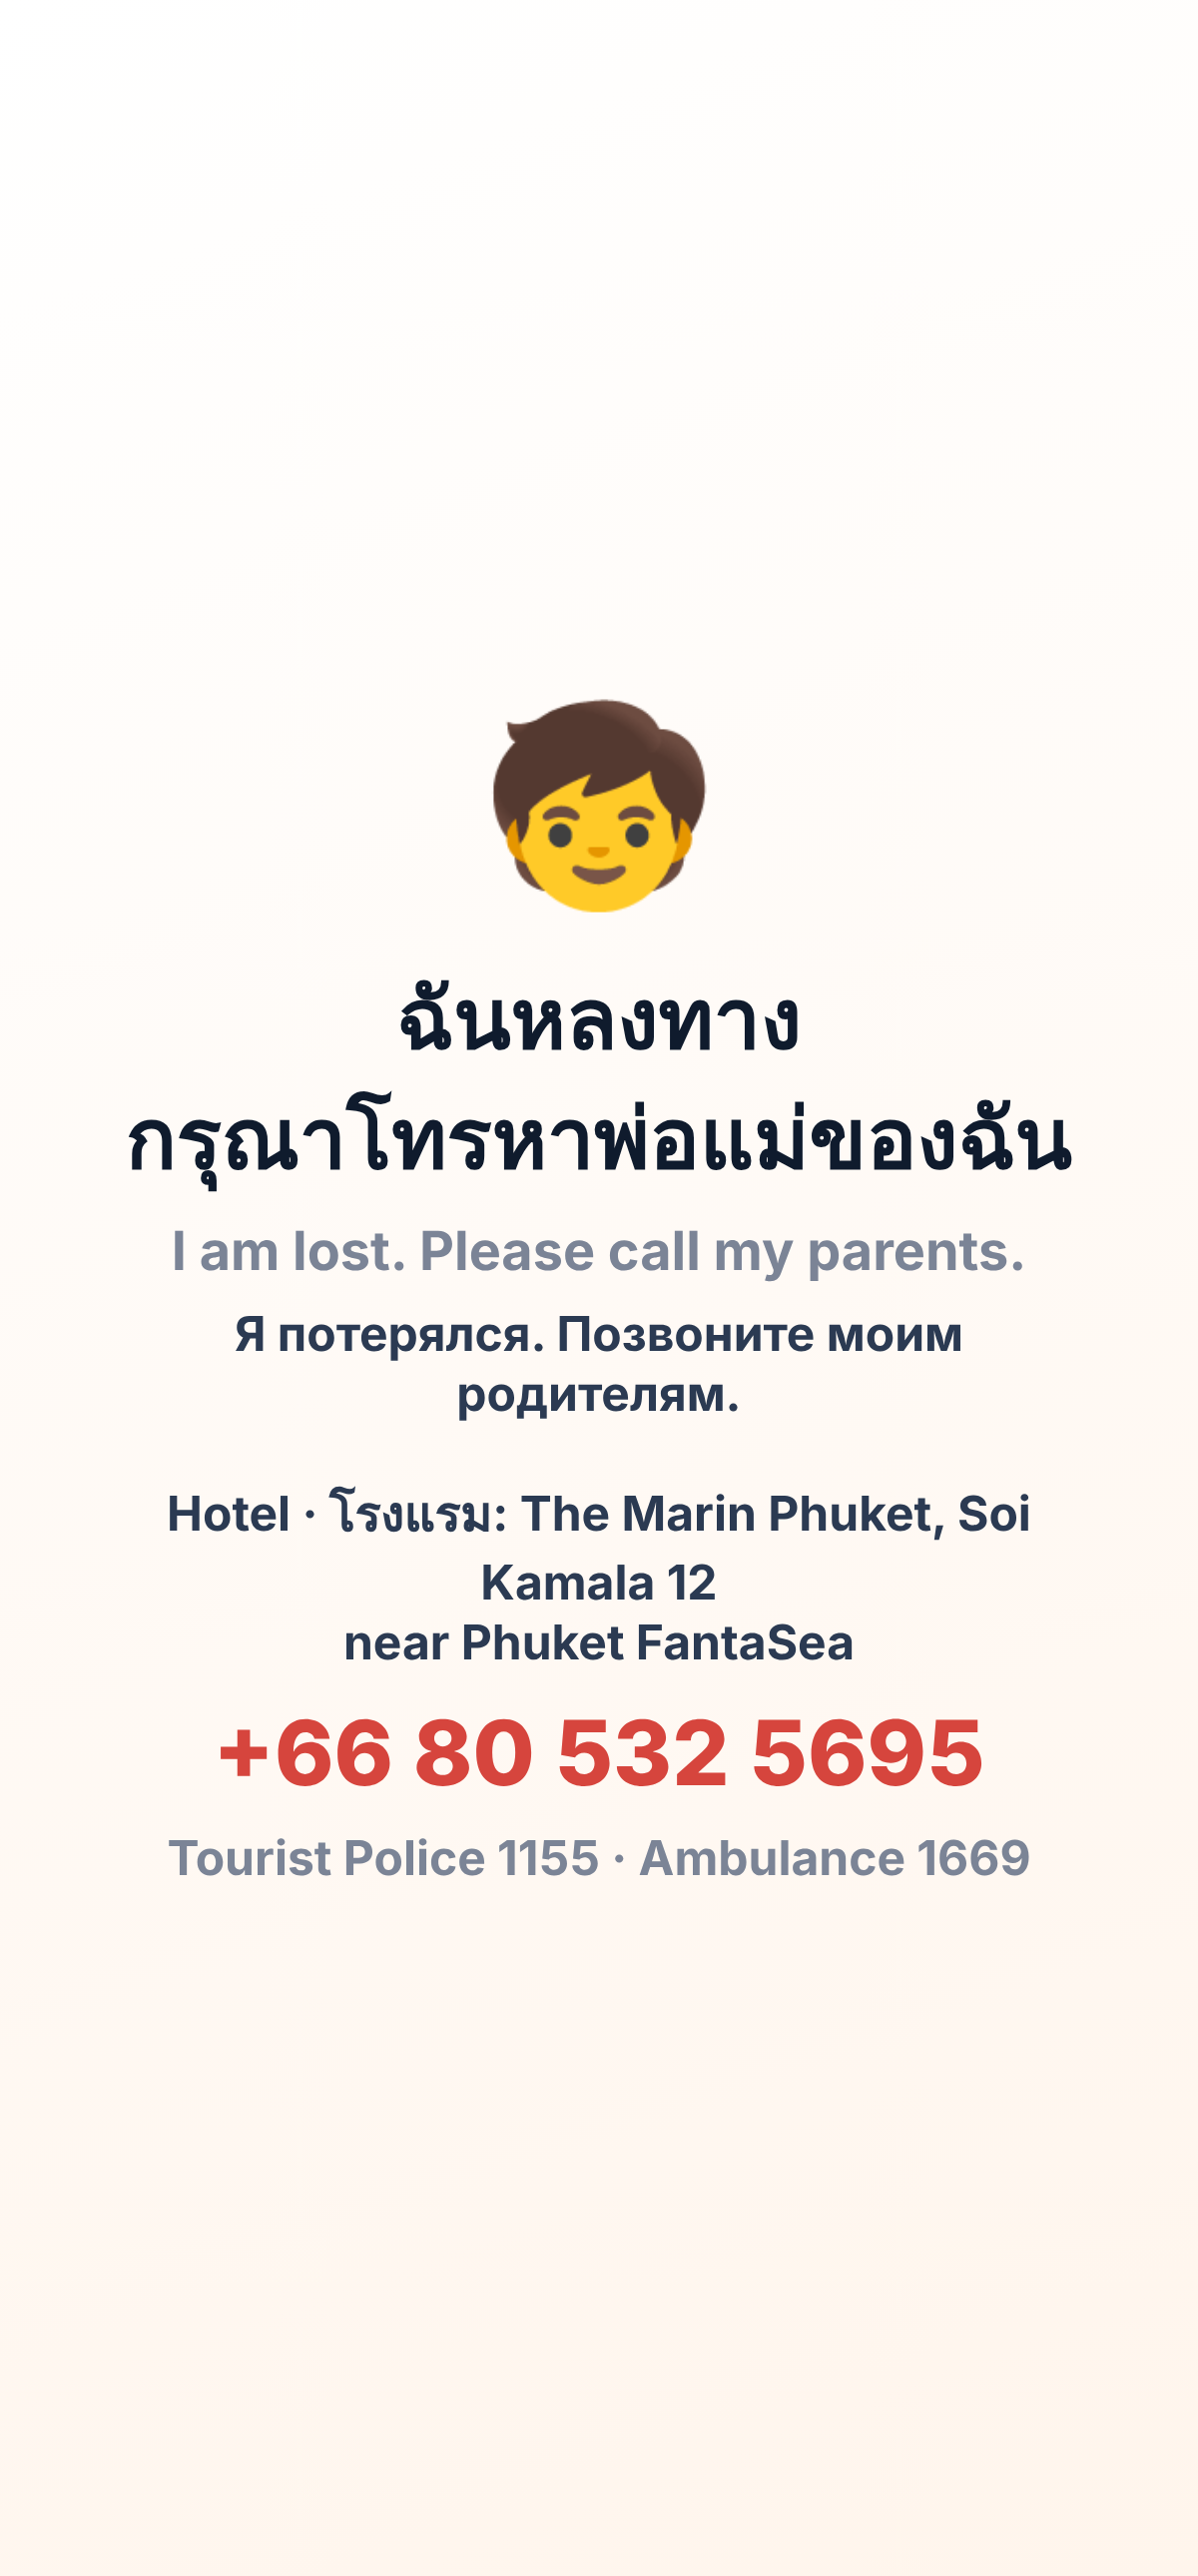 ฉันหลงทาง
กรุณาโทรหาพ่อแม่ของฉัน
I am lost. Please call my parents.
Я потерялся. Позвоните моим
родителям.
Hotel · โรงแรม: The Marin Phuket, Soi
Kamala 12
near Phuket FantaSea
+66 80 532 5695
Tourist Police 1155 · Ambulance 1669